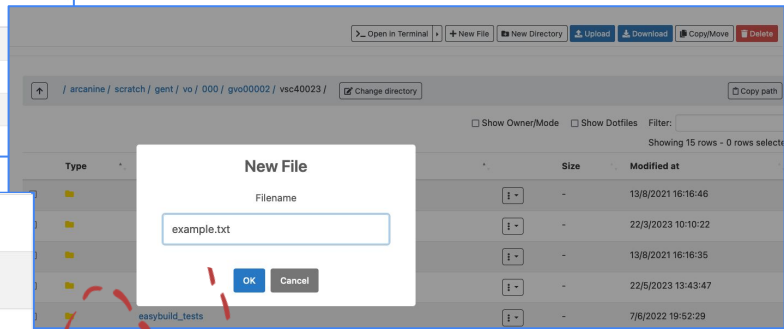 >_ Open in Terminal + New File New Directory Upload Download Copy/Move Delete
/ arcanine / scratch / gent / vo / 000 / gvo00002 / vsc40023 / Change directory Copy path
Show Owner/Mode Show Dotfiles Filter:
Showing 15 rows - 0 rows selecte
Type Size Modified at
New File
Filename
example.txt
OK Cancel
- 13/8/2021 16:16:46
- 22/3/2023 10:10:22
- 13/8/2021 16:16:35
- 22/5/2023 13:43:47
easybuild_tests - 7/6/2022 19:52:29